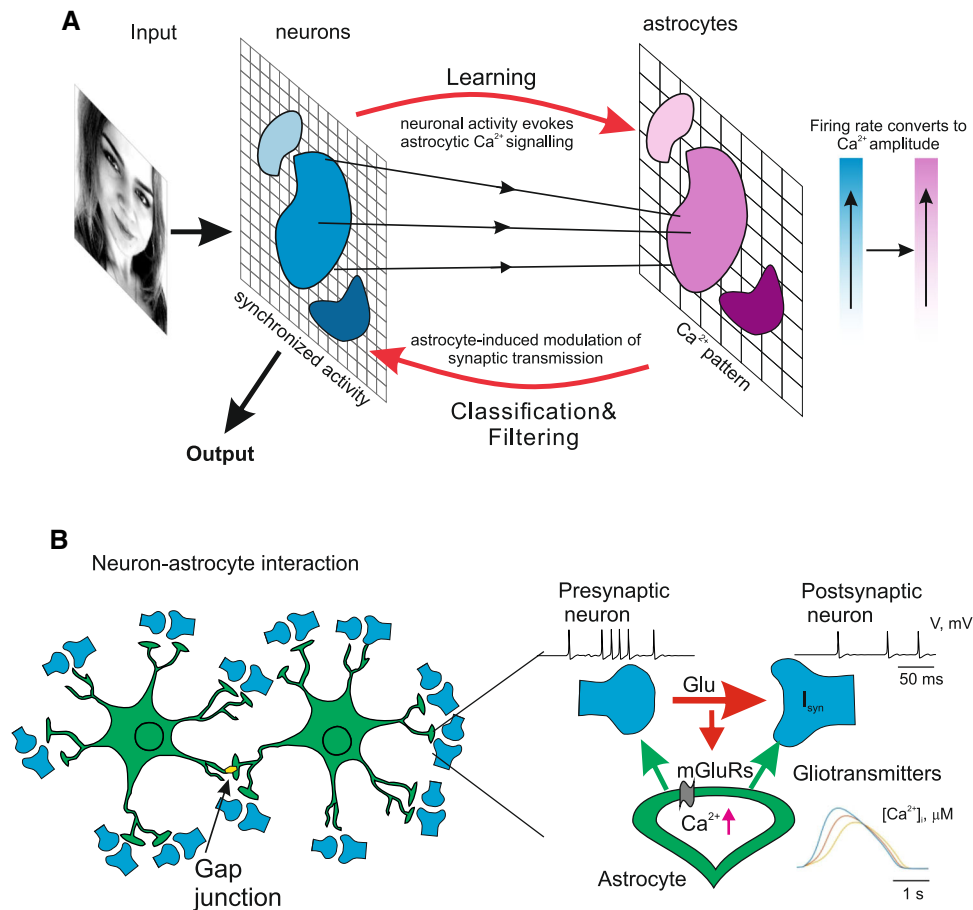 A
Input
neurons
astrocytes
Learning
neuronal activity evokes
astrocytic Ca²⁺ signalling
Firing rate converts to
Ca²⁺ amplitude
synchronized activity
Ca²⁺ pattern
astrocyte-induced modulation of
synaptic transmission
Classification&
Filtering
Output
B
Neuron-astrocyte interaction
Gap
junction
Presynaptic
neuron
Postsynaptic
neuron
V, mV
50 ms
Glu
Isyn
mGluRs
Gliotransmitters
Ca²⁺
[Ca²⁺]i, μM
Astrocyte
1 s